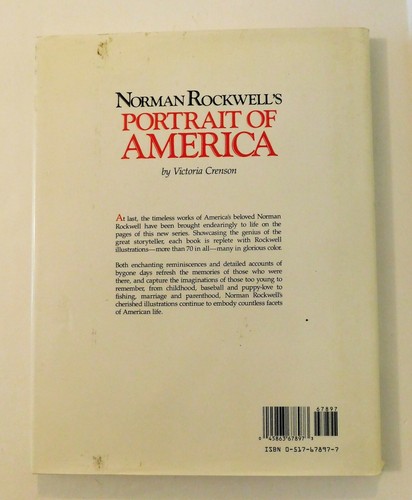 NORMAN ROCKWELL'S
PORTRAIT OF
AMERICA
by Victoria Crenson
At last, the timeless works of America's beloved Norman
Rockwell have been brought endearingly to life on the
pages of this new series. Showcasing the genius of the
great storyteller, each book is replete with Rockwell
illustrations—more than 70 in all—many in glorious color.
Both enchanting reminiscences and detailed accounts of
bygone days refresh the memories of those who were
there, and capture the imaginations of those too young to
remember, from childhood, baseball and puppy-love to
fishing, marriage and parenthood. Norman Rockwell's
cherished illustrations continue to embody countless facets
of American life.
67897
0 45863 67897 8
ISBN 0-517-67897-7